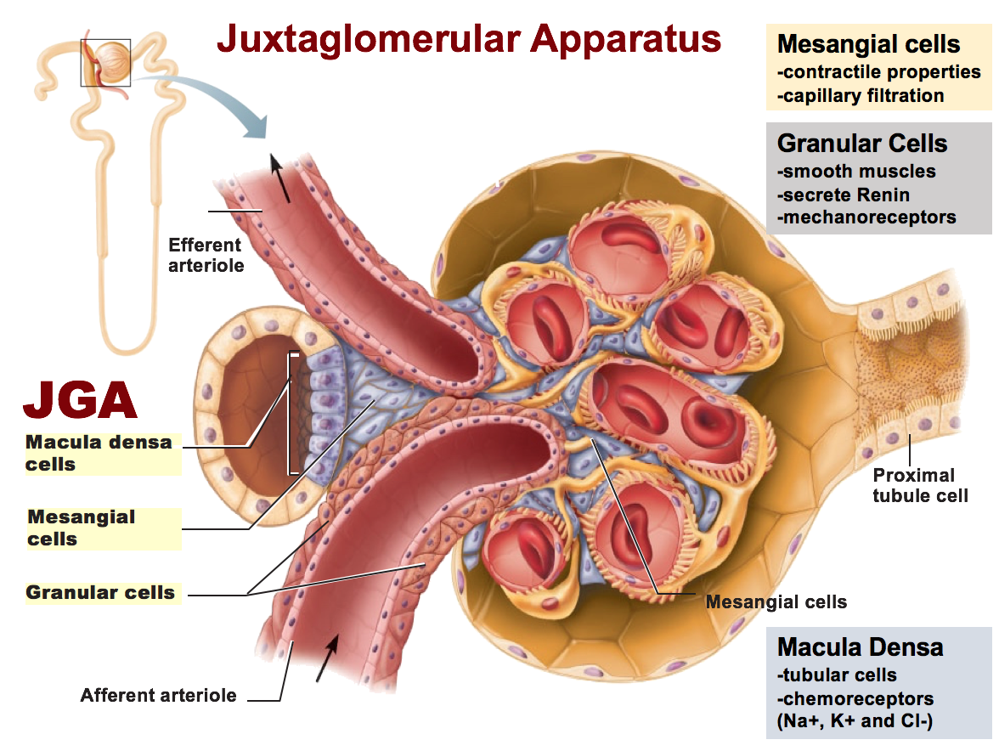 Juxtaglomerular Apparatus
Mesangial cells
-contractile properties
-capillary filtration
Granular Cells
-smooth muscles
-secrete Renin
-mechanoreceptors
Efferent
arteriole
JGA
Macula densa
cells
Mesangial
cells
Granular cells
Afferent arteriole
Proximal
tubule cell
Mesangial cells
Macula Densa
-tubular cells
-chemoreceptors
(Na+, K+ and Cl-)